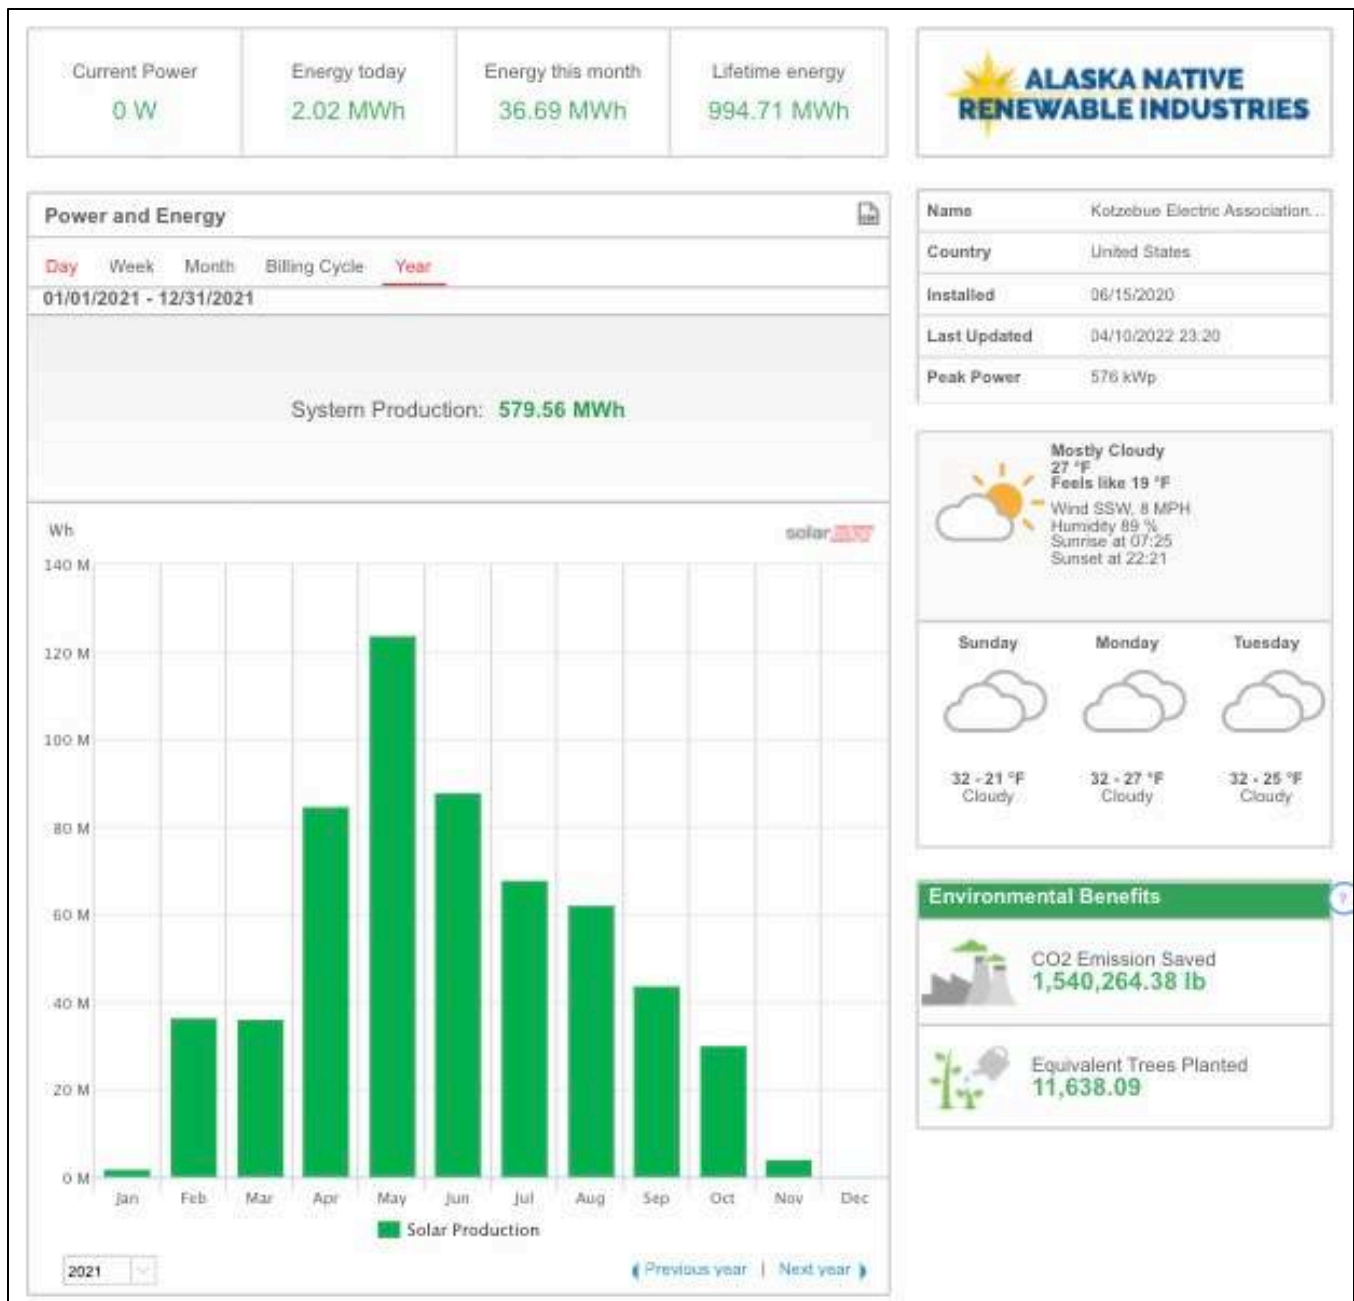 Current Power
0 W
Energy today
2.02 MWh
Energy this month
36.69 MWh
Lifetime energy
994.71 MWh
ALASKA NATIVE
RENEWABLE INDUSTRIES
Power and Energy
Day Week Month Billing Cycle Year
01/01/2021 - 12/31/2021
System Production: 579.56 MWh
Wh
solar
140 M
120 M
100 M
80 M
60 M
40 M
20 M
0 M
Jan Feb Mar Apr May Jun Jul Aug Sep Oct Nov Dec
Solar Production
2021
Previous year | Next year
Name Kotzebue Electric Association...
Country United States
Installed 06/15/2020
Last Updated 04/10/2022 23:20
Peak Power 576 kWp
Mostly Cloudy
27 °F
Feels like 19 °F
Wind SSW, 8 MPH
Humidity 89 %
Sunrise at 07:25
Sunset at 22:21
Sunday Monday Tuesday
32 - 21 °F 32 - 27 °F 32 - 25 °F
Cloudy Cloudy Cloudy
Environmental Benefits
?
CO2 Emission Saved
1,540,264.38 lb
Equivalent Trees Planted
11,638.09